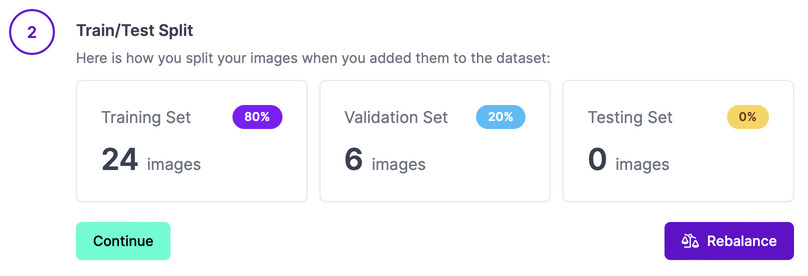 2
Train/Test Split
Here is how you split your images when you added them to the dataset:
Training Set 80%
24 images
Validation Set 20%
6 images
Testing Set 0%
0 images
Continue
Rebalance